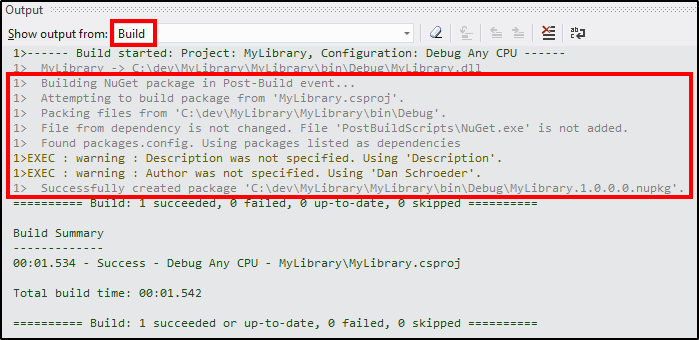 Output
Show output from: Build
1>------ Build started: Project: MyLibrary, Configuration: Debug Any CPU ------
1>  MyLibrary -> C:\dev\MyLibrary\MyLibrary\bin\Debug\MyLibrary.dll
1>  Building NuGet package in Post-Build event...
1>  Attempting to build package from 'MyLibrary.csproj'.
1>  Packing files from 'C:\dev\MyLibrary\MyLibrary\bin\Debug'.
1>  File from dependency is not changed. File 'PostBuildScripts\NuGet.exe' is not added.
1>  Found packages.config. Using packages listed as dependencies
1>EXEC : warning : Description was not specified. Using 'Description'.
1>EXEC : warning : Author was not specified. Using 'Dan Schroeder'.
1>  Successfully created package 'C:\dev\MyLibrary\MyLibrary\bin\Debug\MyLibrary.1.0.0.0.nupkg'.
========== Build: 1 succeeded, 0 failed, 0 up-to-date, 0 skipped ==========
Build Summary
-------------
00:01.534 - Success - Debug Any CPU - MyLibrary\MyLibrary.csproj
Total build time: 00:01.542
========== Build: 1 succeeded or up-to-date, 0 failed, 0 skipped ==========